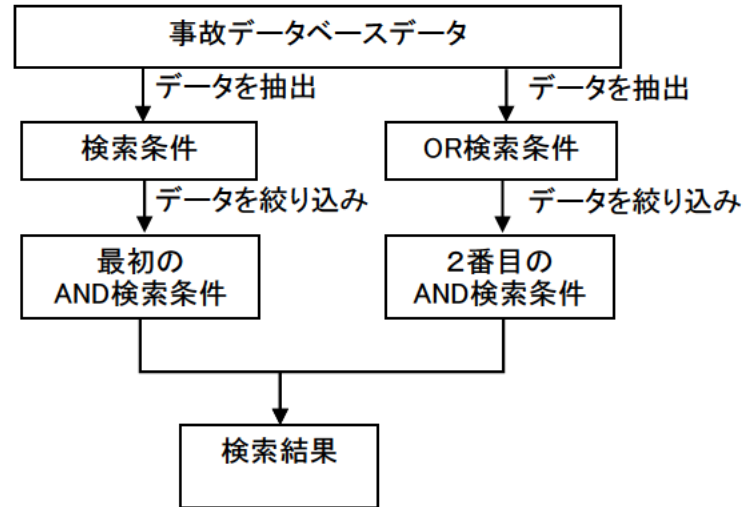 事故データベースデータ
データを抽出
データを抽出
検索条件
OR検索条件
データを絞り込み
データを絞り込み
最初の
AND検索条件
２番目の
AND検索条件
検索結果